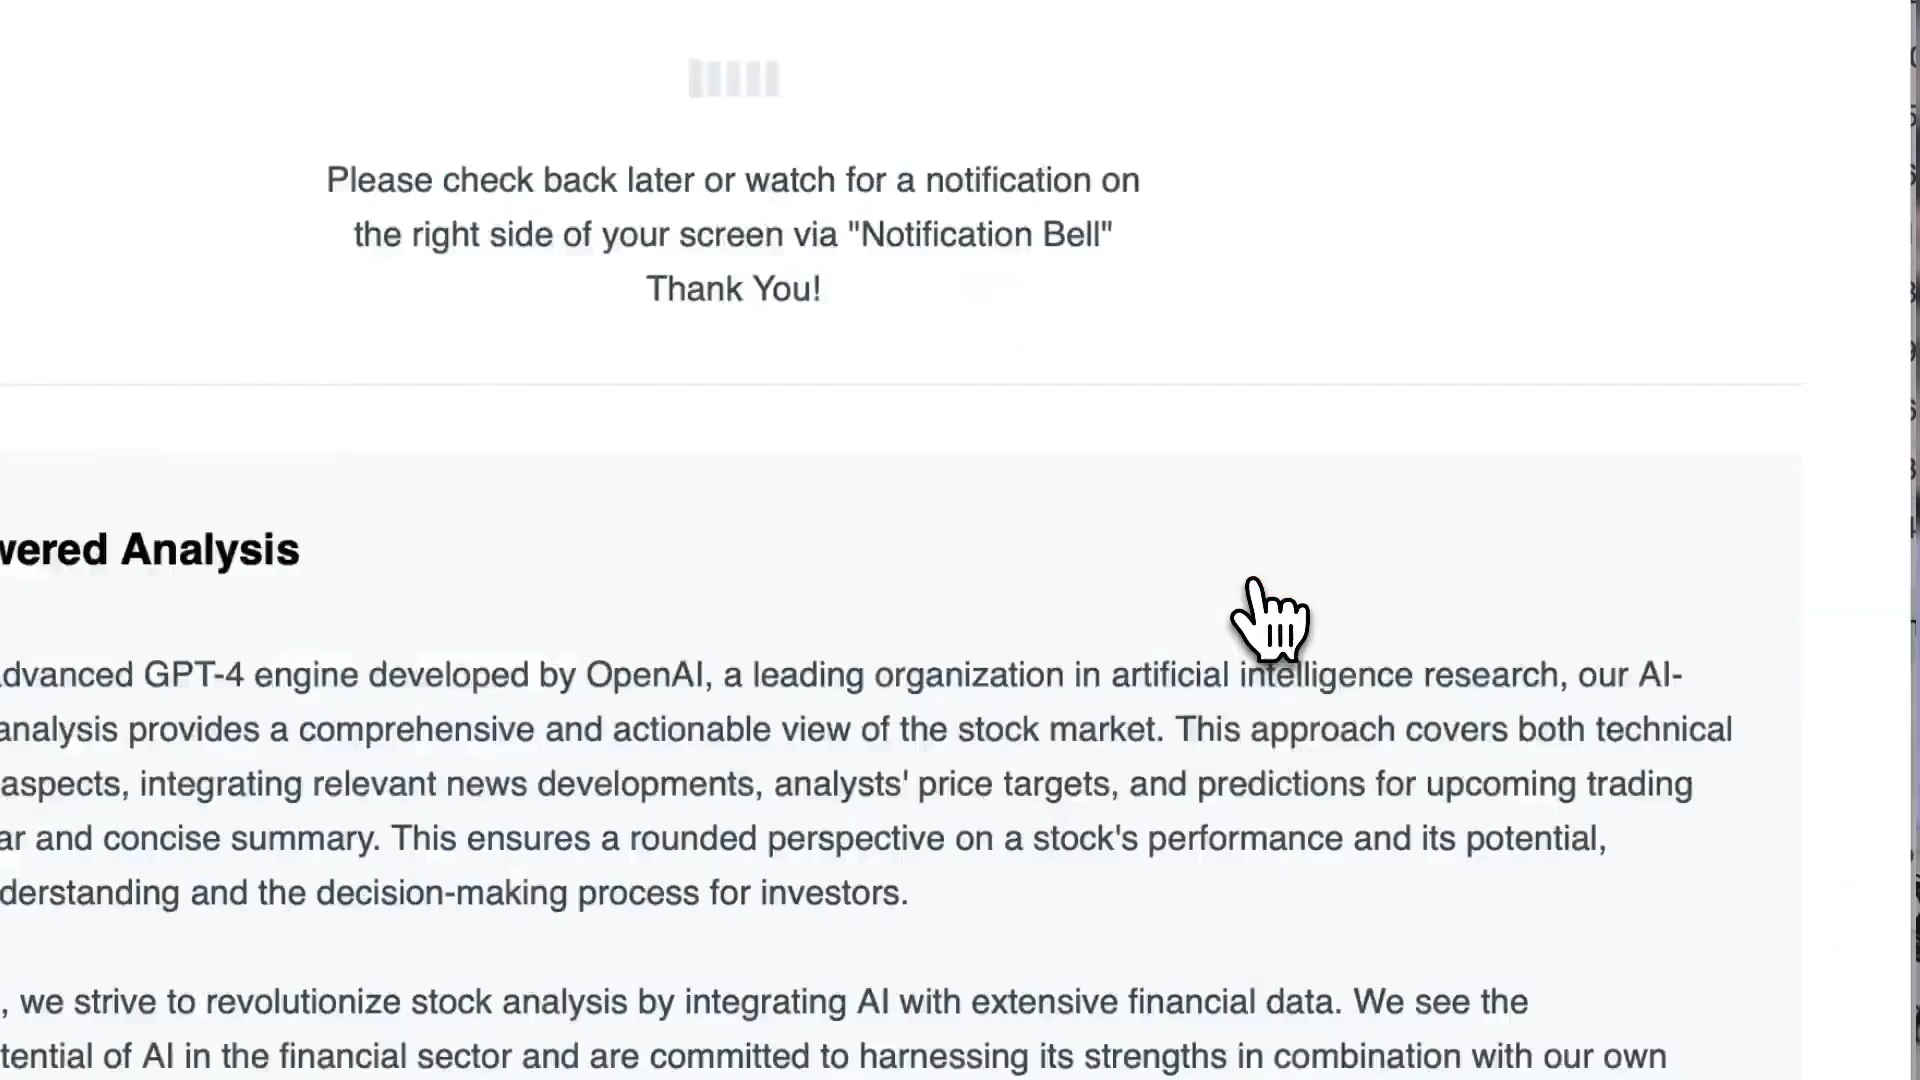 Please check back later or watch for a notification on
the right side of your screen via "Notification Bell"
Thank You!
wered Analysis
dvanced GPT-4 engine developed by OpenAI, a leading organization in artificial intelligence research, our AI-
analysis provides a comprehensive and actionable view of the stock market. This approach covers both technical
aspects, integrating relevant news developments, analysts' price targets, and predictions for upcoming trading
ar and concise summary. This ensures a rounded perspective on a stock's performance and its potential,
derstanding and the decision-making process for investors.
, we strive to revolutionize stock analysis by integrating AI with extensive financial data. We see the
tential of AI in the financial sector and are committed to harnessing its strengths in combination with our own